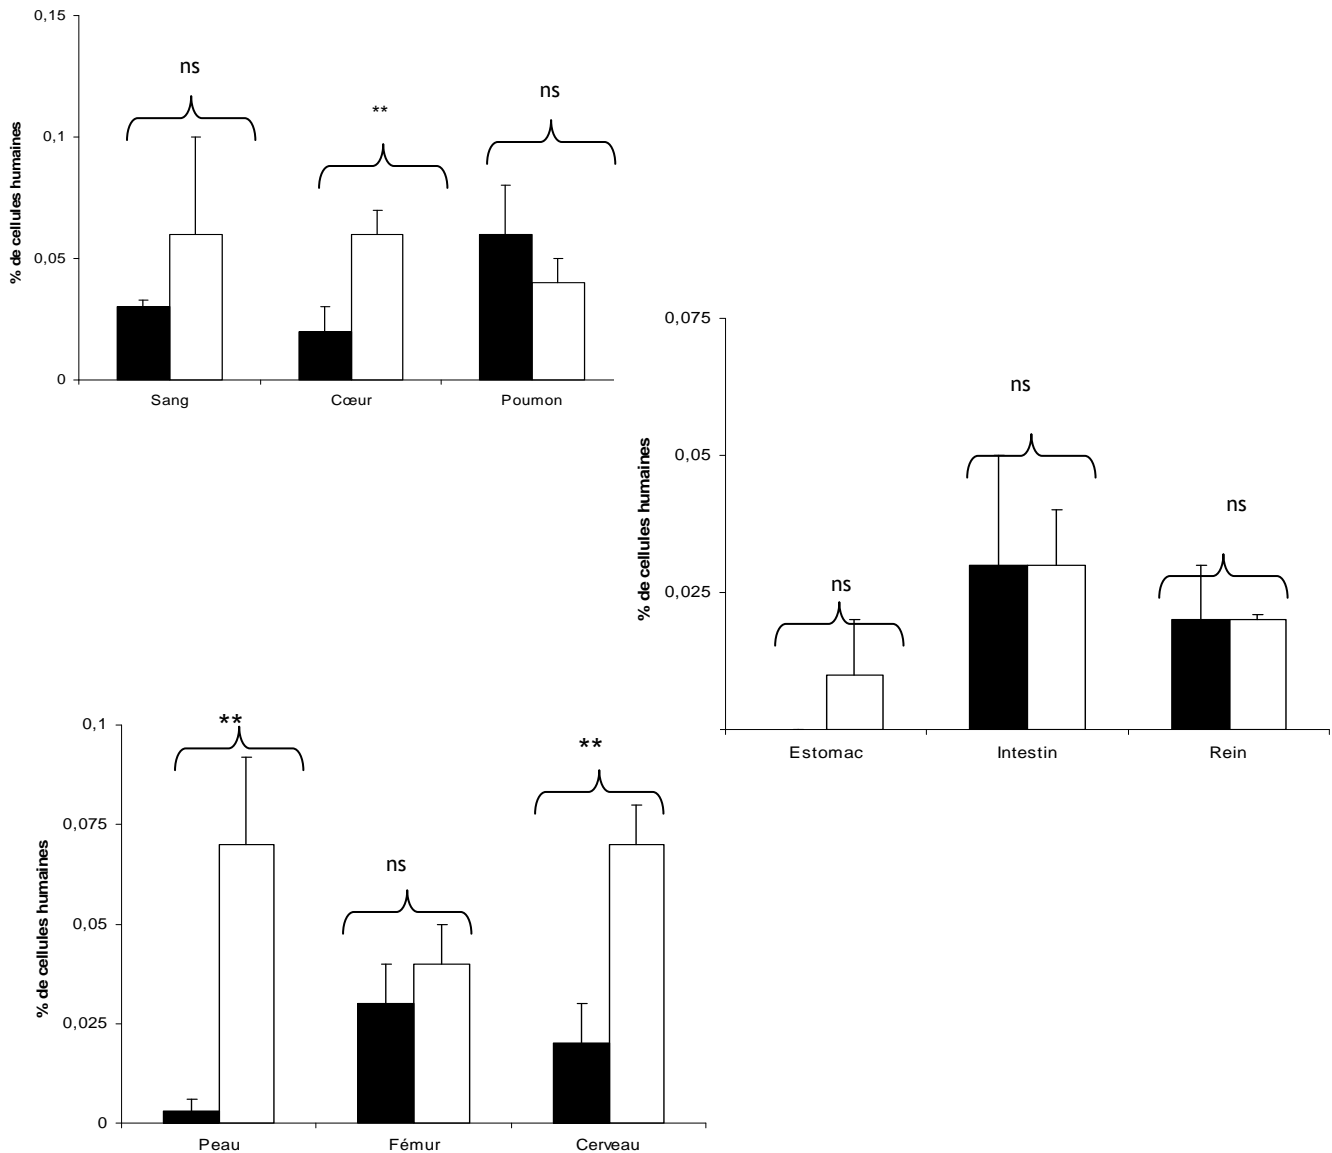 0,15
ns
ns
**
0,1
% de cellules humaines
0,05
0
Sang Cœur Poumon
0,075
ns
% de cellules humaines
0,05
ns
ns
0,025
Estomac Intestin Rein
0,1
**
**
% de cellules humaines
0,075
ns
0,05
0,025
0
Peau Fémur Cerveau